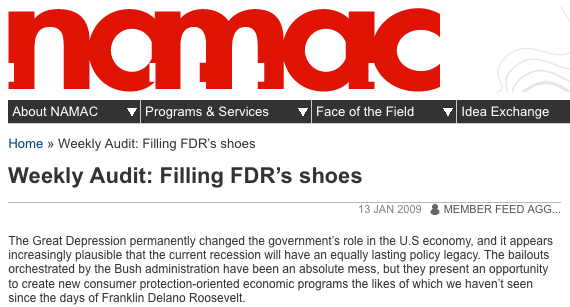 namac
About NAMAC
Programs & Services
Face of the Field
Idea Exchange
Home » Weekly Audit: Filling FDR’s shoes
Weekly Audit: Filling FDR’s shoes
13 JAN 2009 MEMBER FEED AGG...
The Great Depression permanently changed the government’s role in the U.S economy, and it appears
increasingly plausible that the current recession will have an equally lasting policy legacy. The bailouts
orchestrated by the Bush administration have been an absolute mess, but they present an opportunity
to create new consumer protection-oriented economic programs the likes of which we haven’t seen
since the days of Franklin Delano Roosevelt.